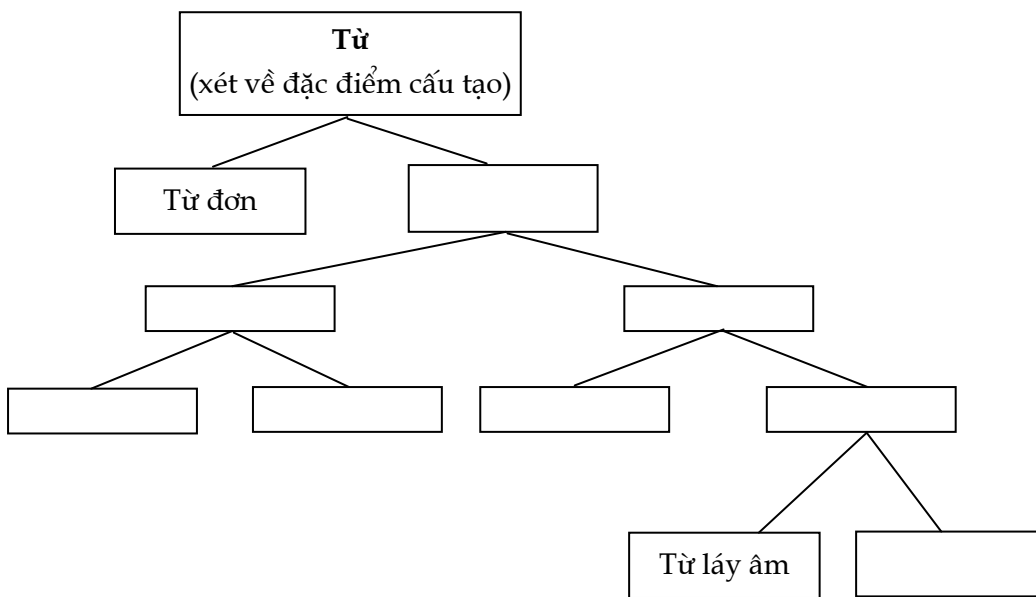 Từ
(xét về đặc điểm cấu tạo)
Từ đơn
Từ láy âm